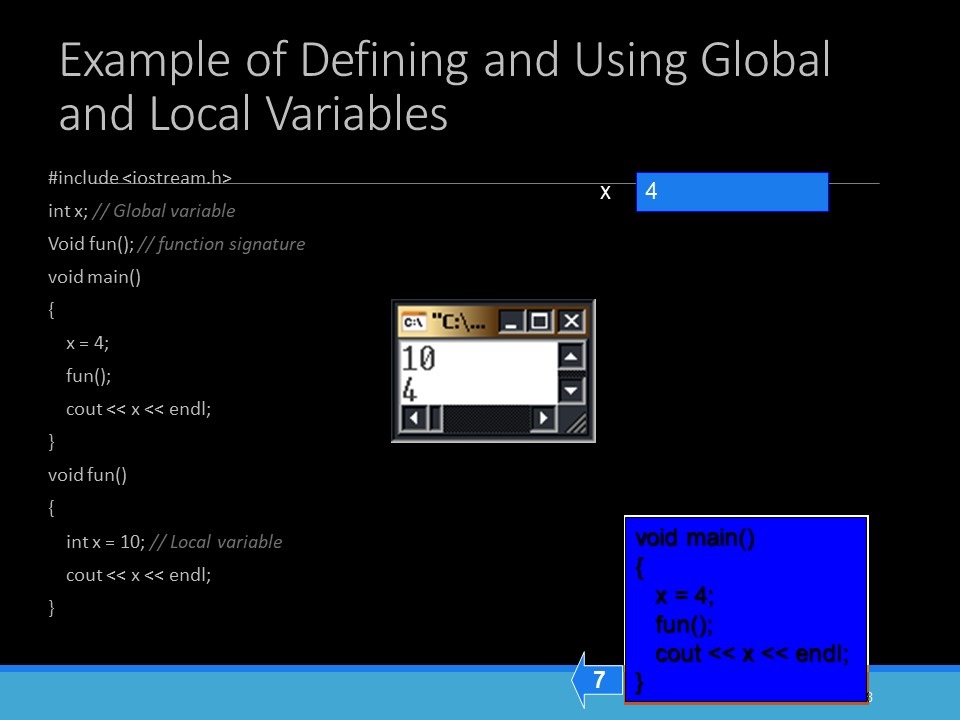 Example of Defining and Using Global
and Local Variables
#include <iostream.h>
int x; // Global variable
Void fun(); // function signature
void main()
{
x = 4;
fun();
cout << x << endl;
}
void fun()
{
int x = 10; // Local variable
cout << x << endl;
}
x 4
C:\ "C:\...
10
4
void main()
{
x = 4;
fun();
cout << x << endl;
}
7